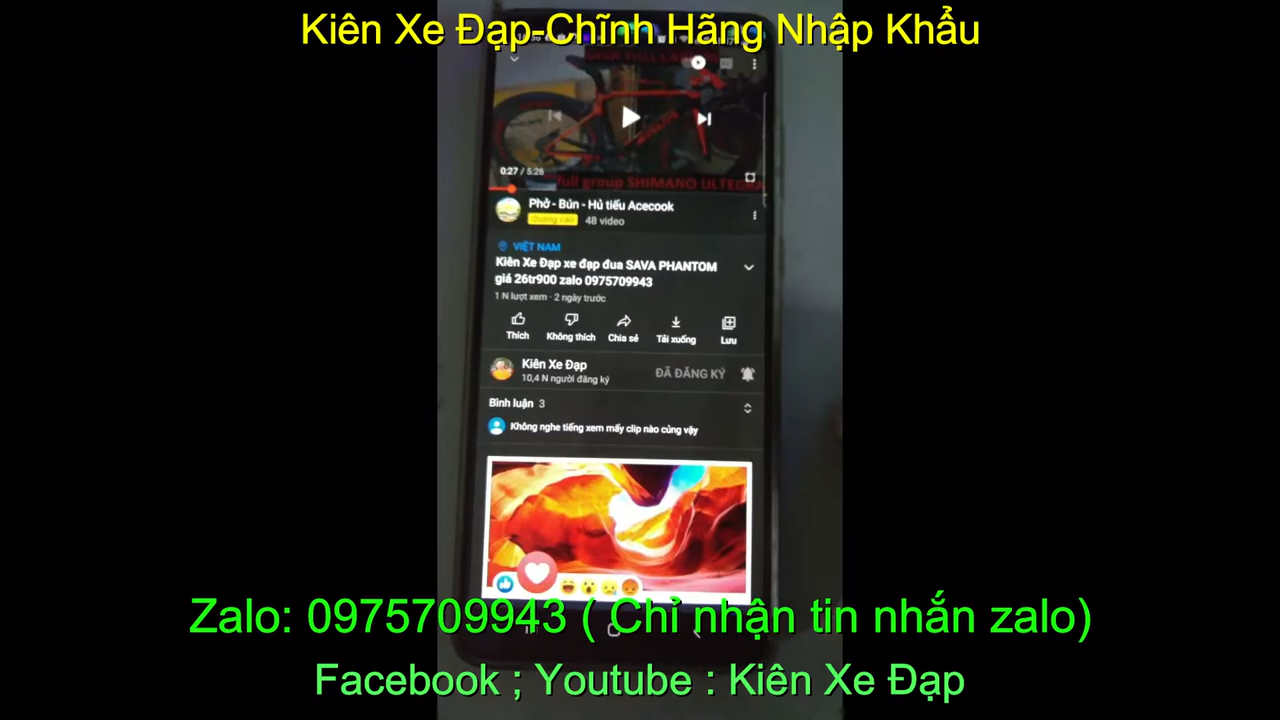 Kiên Xe Đạp-Chĩnh Hãng Nhập Khẩu
SAVA
0:27 / 5:26
full group SHIMANO ULTEGRA
Phở - Bún - Hủ tiếu Acecook
Quảng cáo
48 video
VIỆT NAM
Kiên Xe Đạp xe đạp đua SAVA PHANTOM
giá 26tr900 zalo 0975709943
1 N lượt xem · 2 ngày trước
Thích
Không thích
Chia sẻ
Tải xuống
Lưu
Kiên Xe Đạp
10,4 N người đăng ký
ĐÃ ĐĂNG KÝ
Bình luận 3
Không nghe tiếng xem mấy clip nào củng vậy
Zalo: 0975709943 ( Chỉ nhận tin nhắn zalo)
Facebook ; Youtube : Kiên Xe Đạp